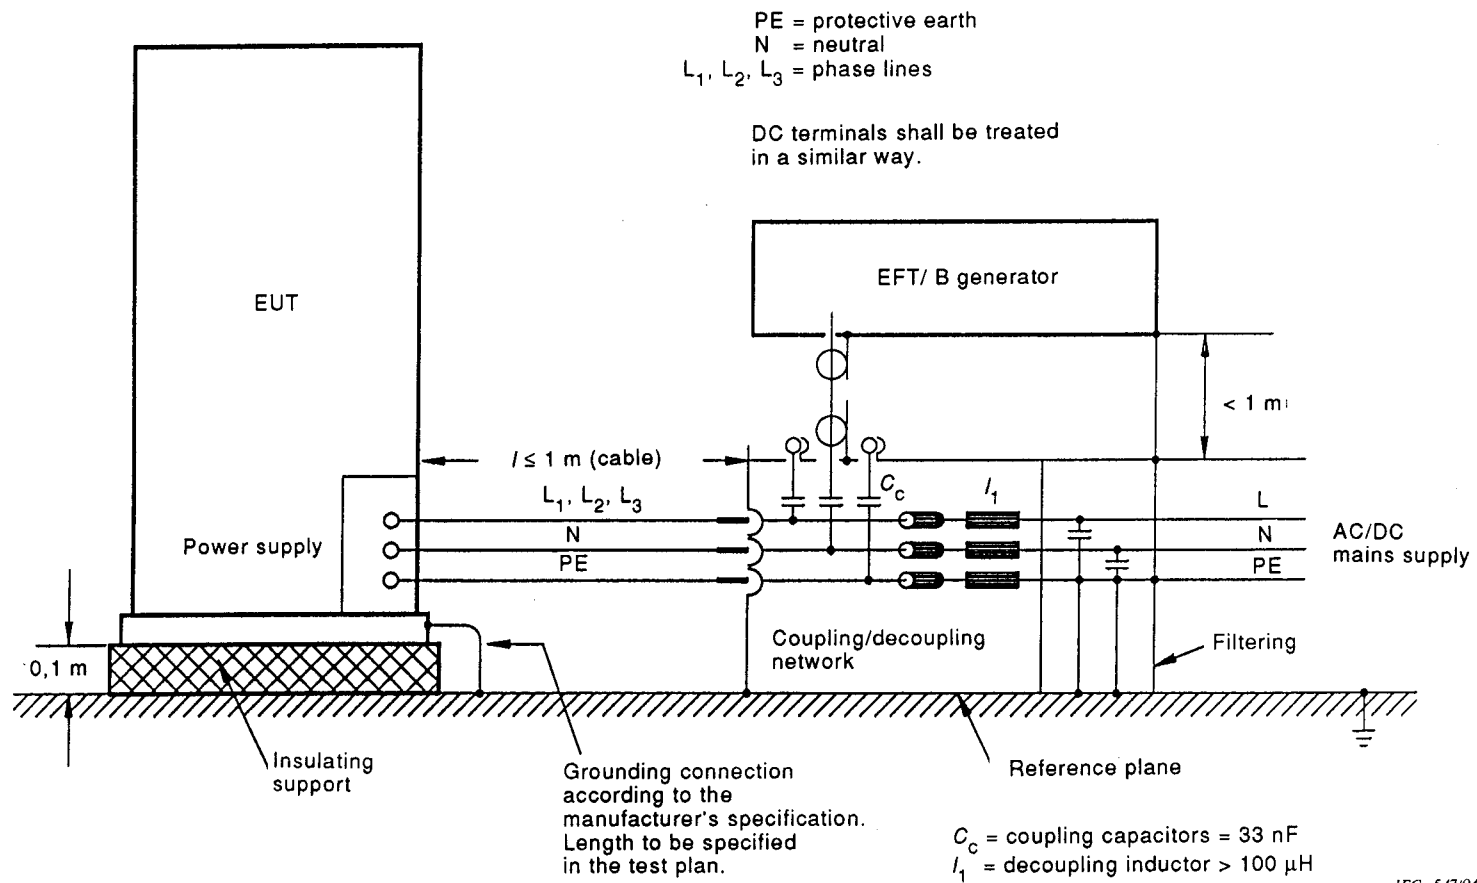 PE = protective earth
N = neutral
L1, L2, L3 = phase lines
DC terminals shall be treated
in a similar way.
EUT
EFT/ B generator
< 1 m
l ≤ 1 m (cable)
Cc
l1
L1, L2, L3
N
PE
L
N
PE
AC/DC
mains supply
Power supply
Coupling/decoupling
network
Filtering
0,1 m
Insulating
support
Grounding connection
according to the
manufacturer's specification.
Length to be specified
in the test plan.
Reference plane
Cc = coupling capacitors = 33 nF
l1 = decoupling inductor > 100 μH